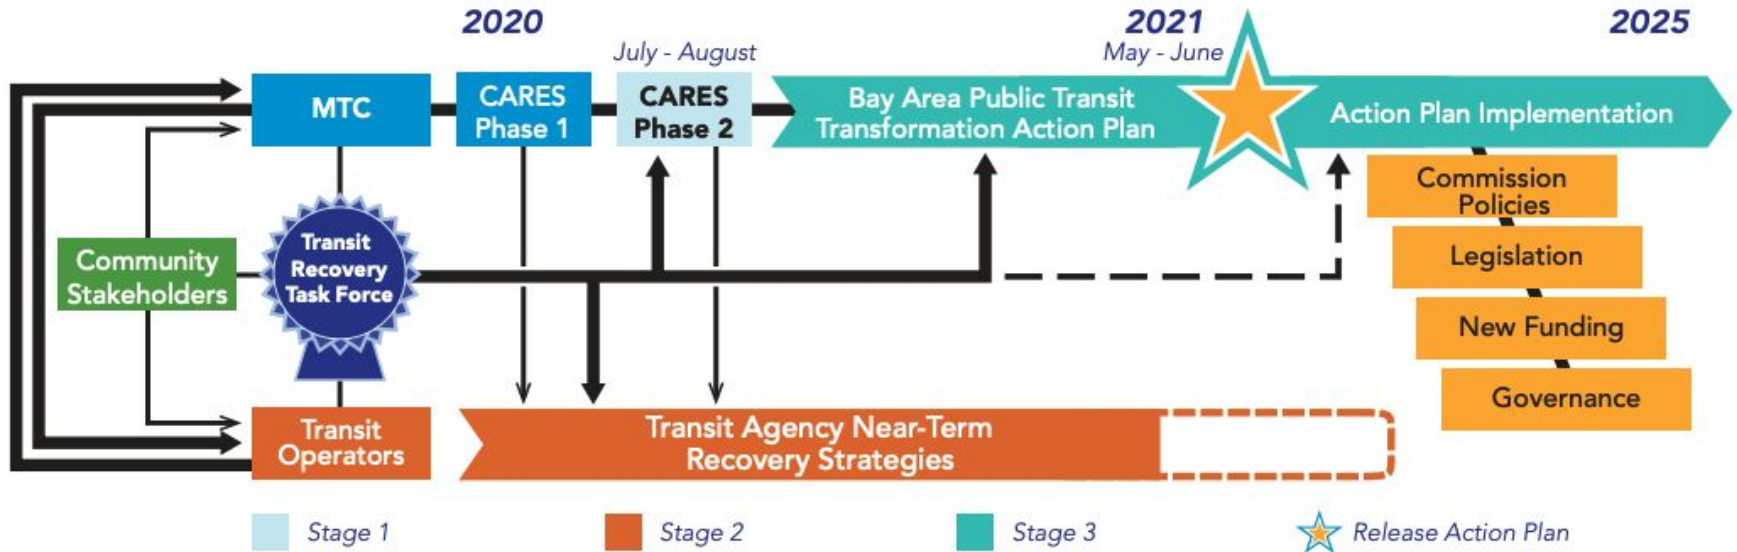 2020
2021
2025
July - August
May - June
MTC
CARES
Phase 1
CARES
Phase 2
Bay Area Public Transit
Transformation Action Plan
Action Plan Implementation
Commission
Policies
Legislation
New Funding
Governance
Community
Stakeholders
Transit
Recovery
Task Force
Transit
Operators
Transit Agency Near-Term
Recovery Strategies
Stage 1
Stage 2
Stage 3
Release Action Plan